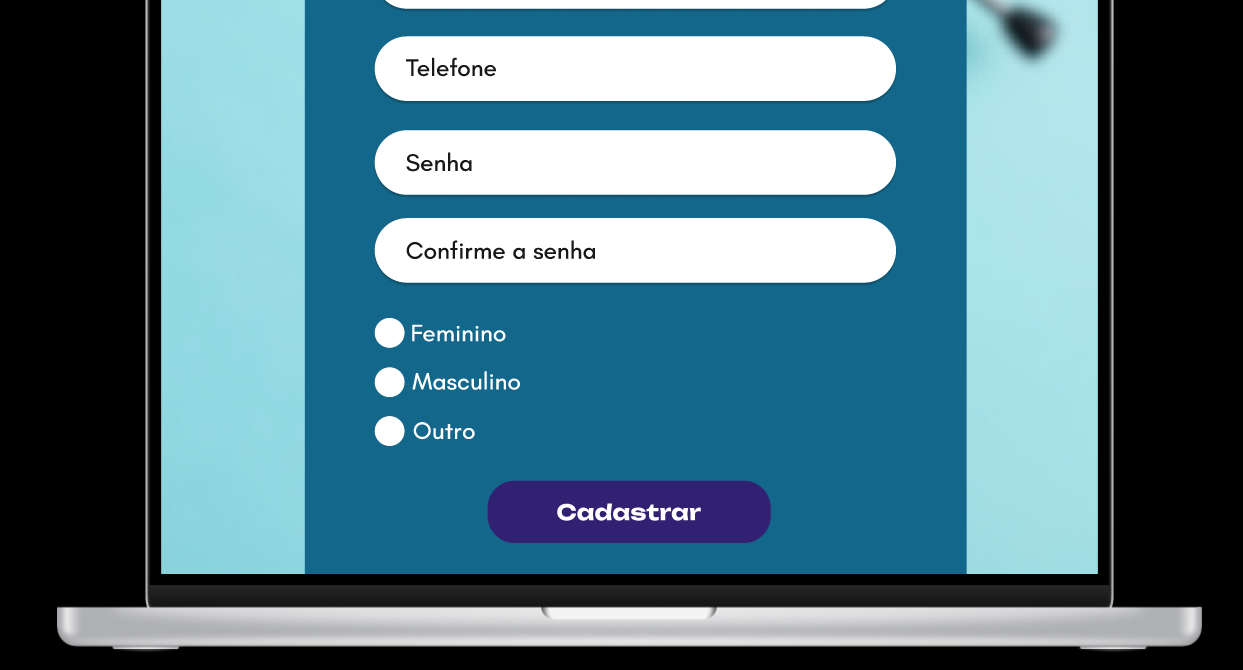 Telefone
Senha
Confirme a senha
Feminino
Masculino
Outro
Cadastrar